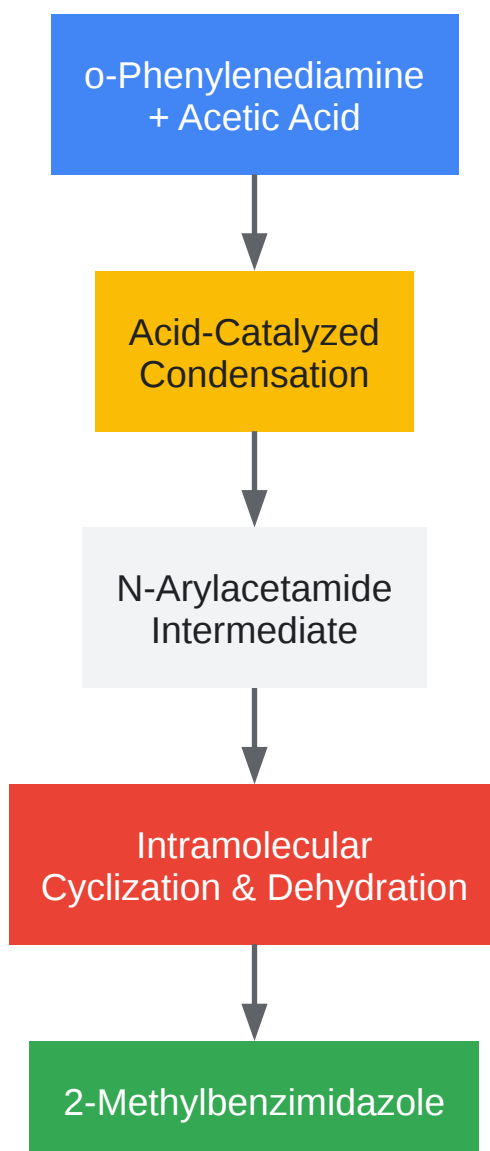 o-Phenylenediamine
+ Acetic Acid
Acid-Catalyzed
Condensation
N-Arylacetamide
Intermediate
Intramolecular
Cyclization & Dehydration
2-Methylbenzimidazole